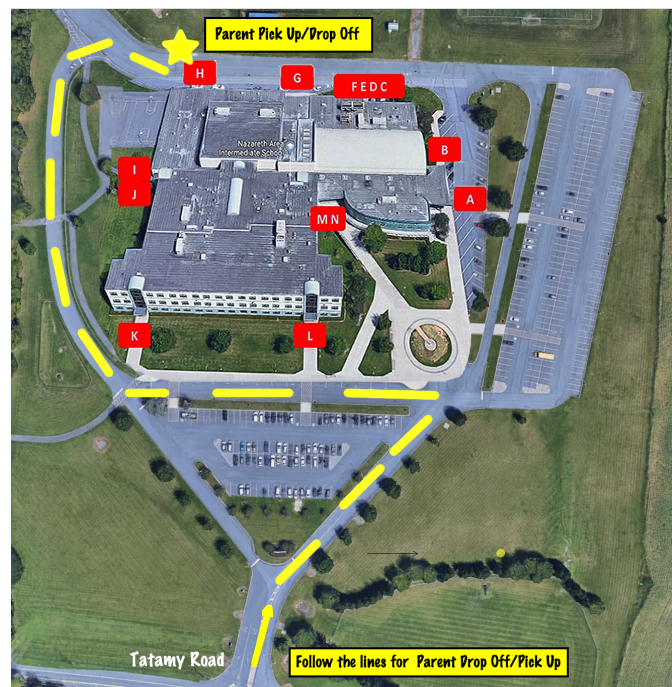 Parent Pick Up/Drop Off
H
G
F E D C
Nazareth Area
Intermediate School
B
I
J
A
M N
K
L
Tatamy Road
Follow the lines for Parent Drop Off/Pick Up